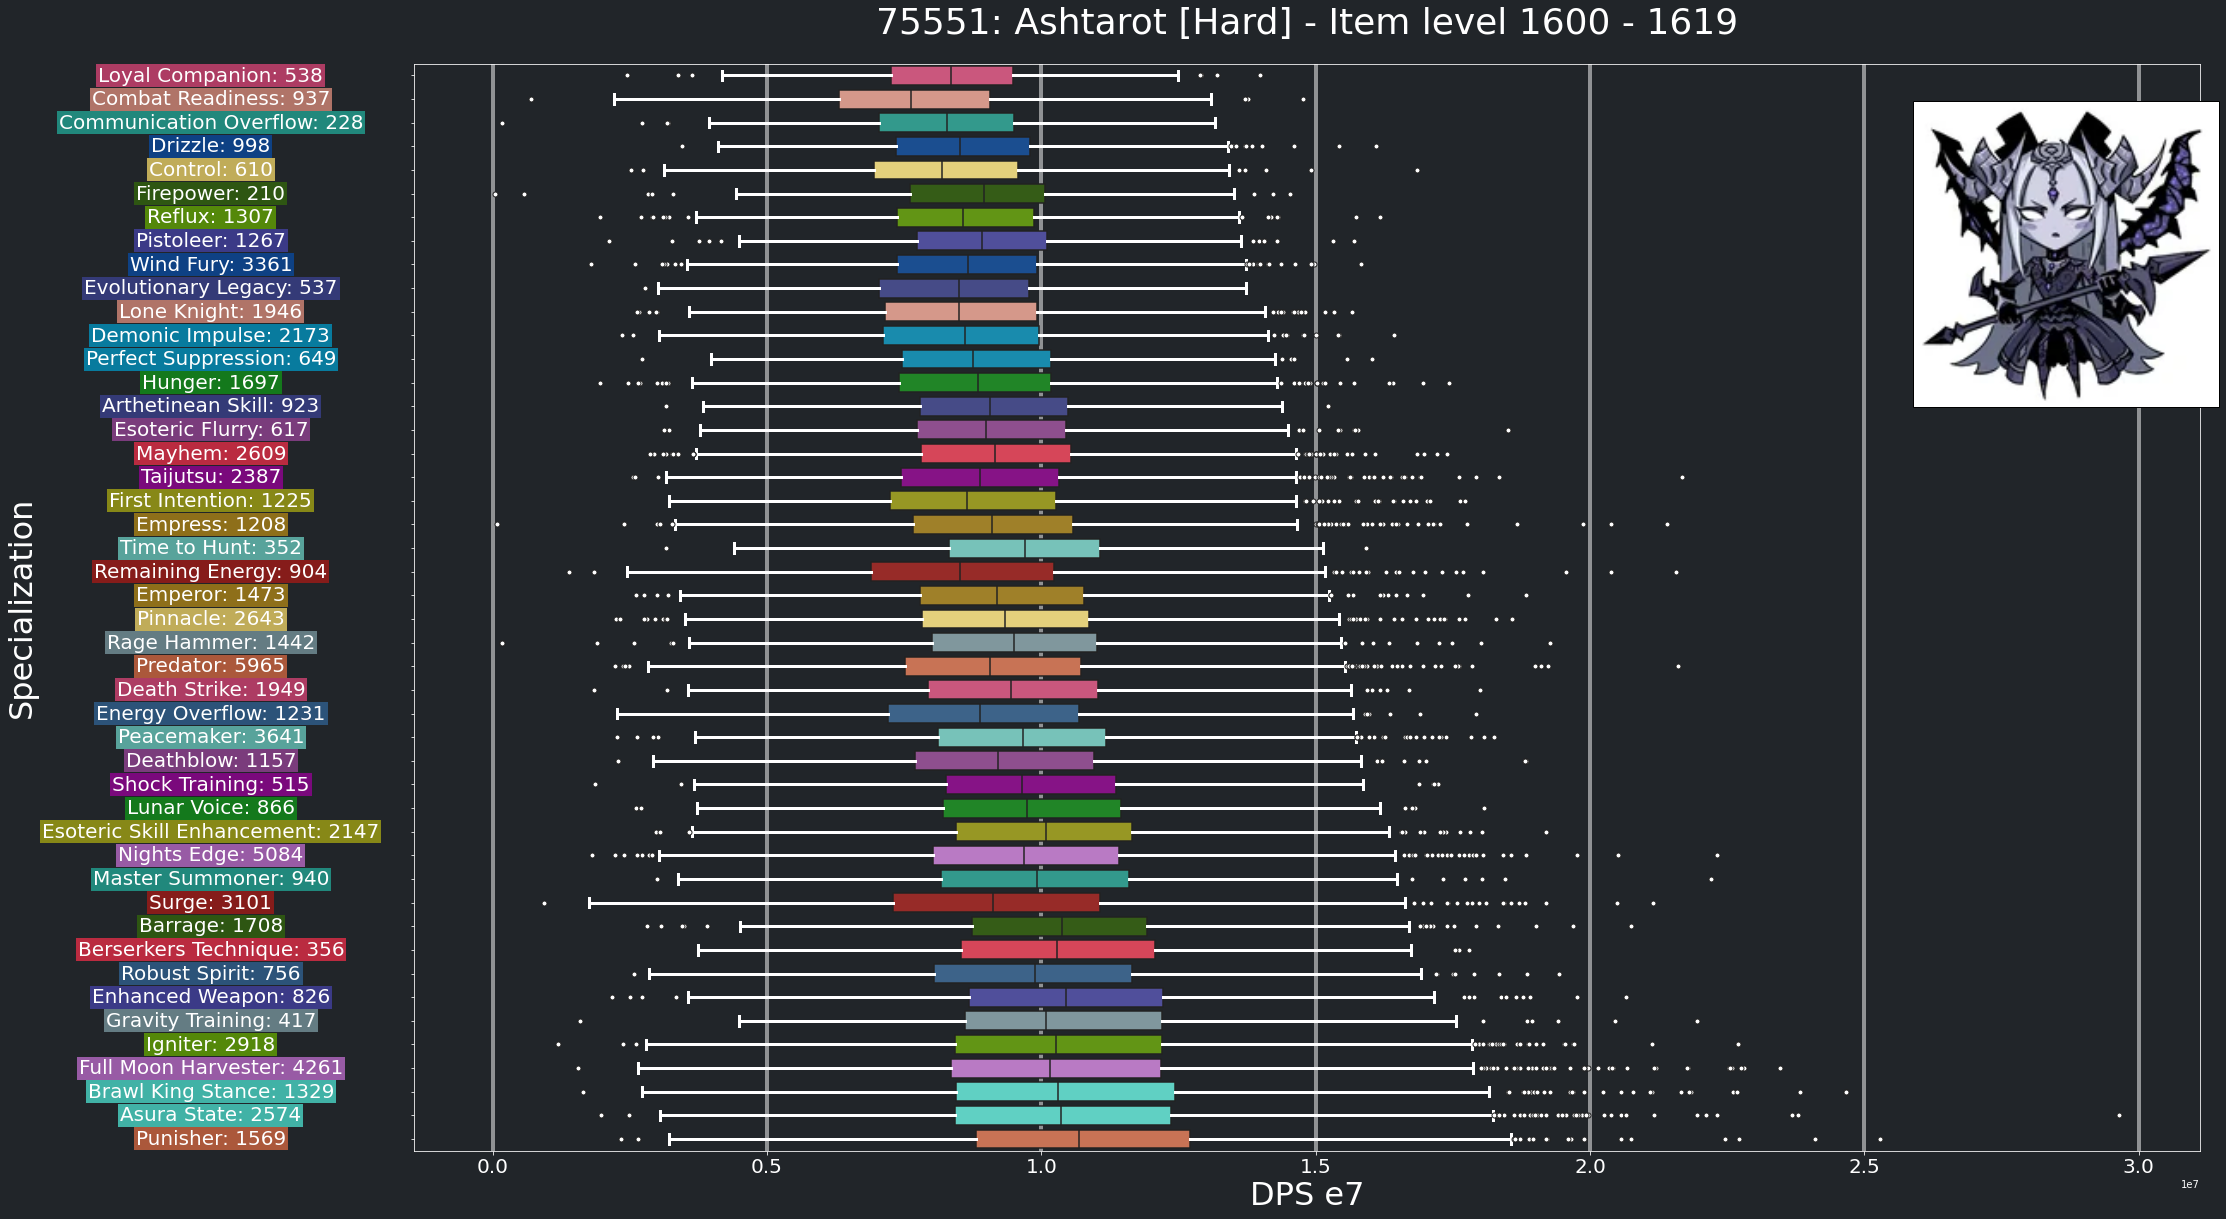 75551: Ashtarot [Hard] - Item level 1600 - 1619
Specialization
Loyal Companion: 538
Combat Readiness: 937
Communication Overflow: 228
Drizzle: 998
Control: 610
Firepower: 210
Reflux: 1307
Pistoleer: 1267
Wind Fury: 3361
Evolutionary Legacy: 537
Lone Knight: 1946
Demonic Impulse: 2173
Perfect Suppression: 649
Hunger: 1697
Arthetinean Skill: 923
Esoteric Flurry: 617
Mayhem: 2609
Taijutsu: 2387
First Intention: 1225
Empress: 1208
Time to Hunt: 352
Remaining Energy: 904
Emperor: 1473
Pinnacle: 2643
Rage Hammer: 1442
Predator: 5965
Death Strike: 1949
Energy Overflow: 1231
Peacemaker: 3641
Deathblow: 1157
Shock Training: 515
Lunar Voice: 866
Esoteric Skill Enhancement: 2147
Nights Edge: 5084
Master Summoner: 940
Surge: 3101
Barrage: 1708
Berserkers Technique: 356
Robust Spirit: 756
Enhanced Weapon: 826
Gravity Training: 417
Igniter: 2918
Full Moon Harvester: 4261
Brawl King Stance: 1329
Asura State: 2574
Punisher: 1569
0.0 0.5 1.0 1.5 2.0 2.5 3.0
1e7
DPS e7